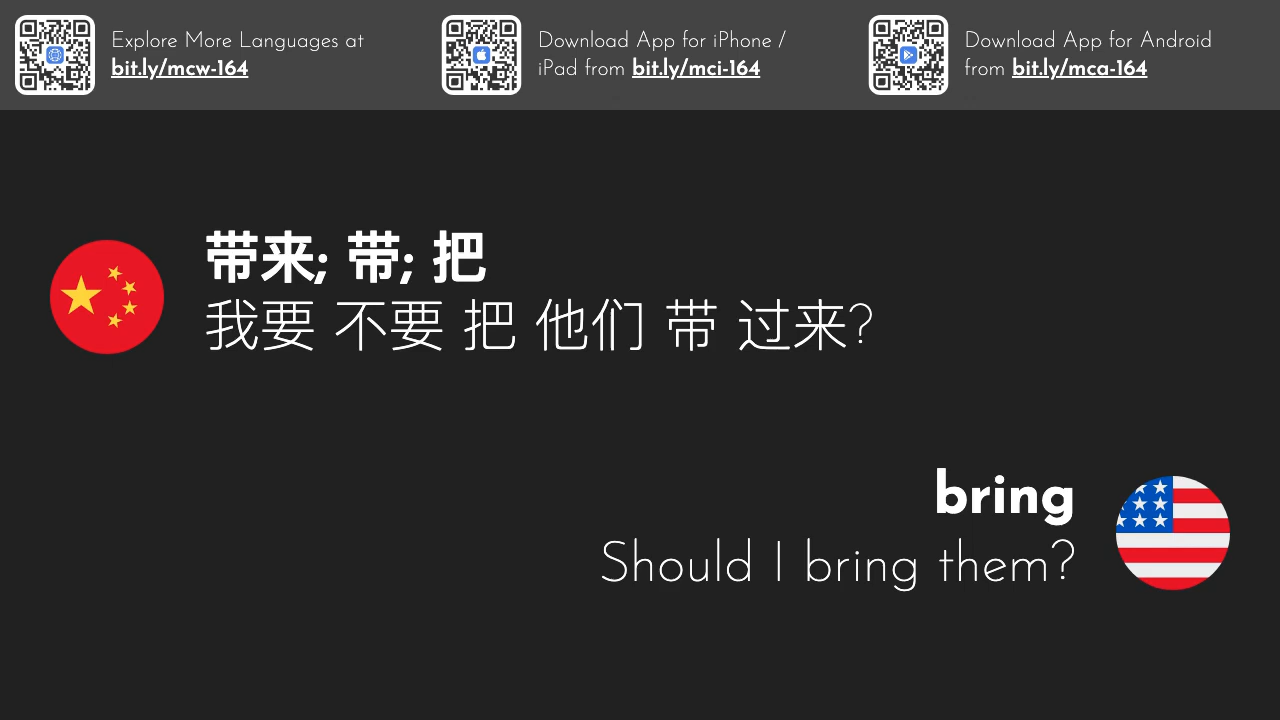 Explore More Languages at
bit.ly/mcw-164
Download App for iPhone /
iPad from bit.ly/mci-164
Download App for Android
from bit.ly/mca-164
带来; 带; 把
我要 不要 把 他们 带 过来?
bring
Should I bring them?